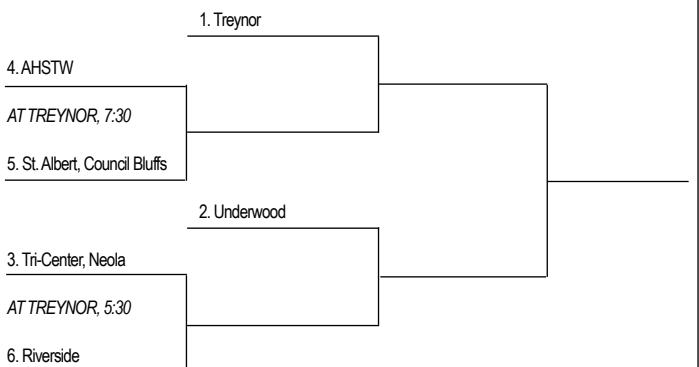 1. Treynor
4. AHSTW
AT TREYNOR, 7:30
5. St. Albert, Council Bluffs
2. Underwood
3. Tri-Center, Neola
AT TREYNOR, 5:30
6. Riverside